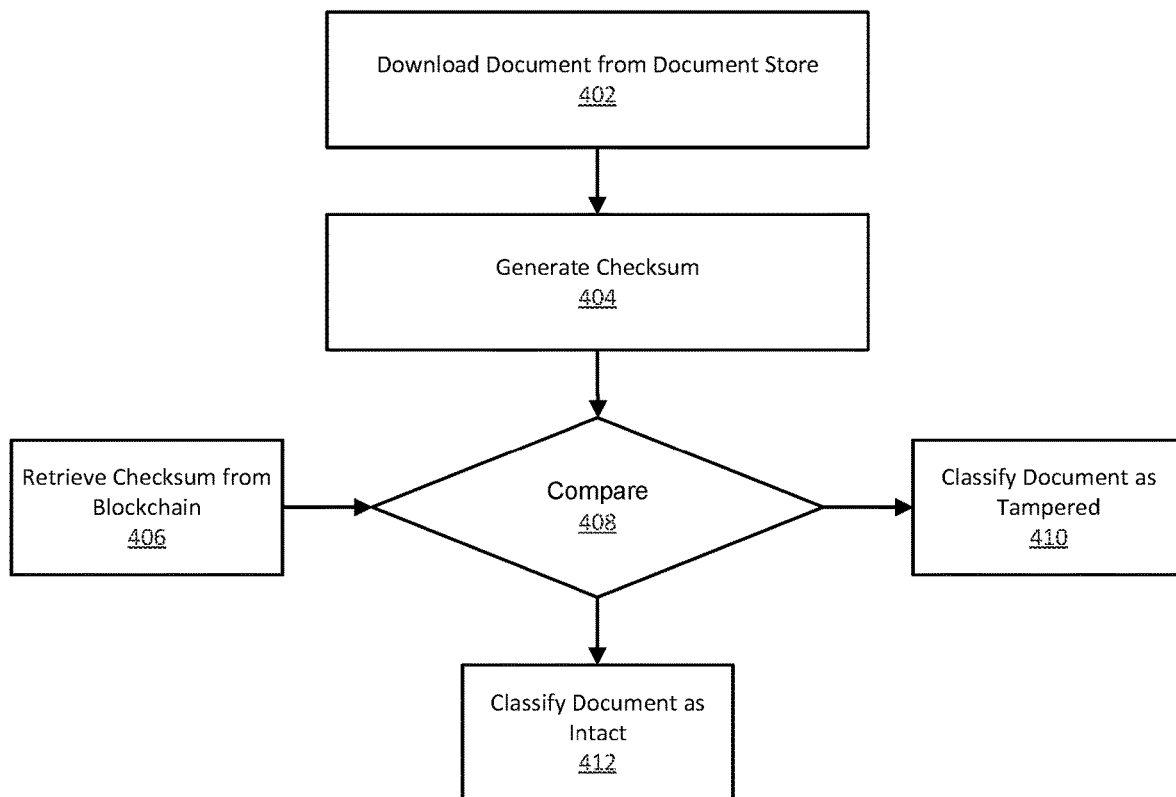 Download Document from Document Store
402
Generate Checksum
404
Retrieve Checksum from
Blockchain
406
Compare
408
Classify Document as
Tampered
410
Classify Document as
Intact
412